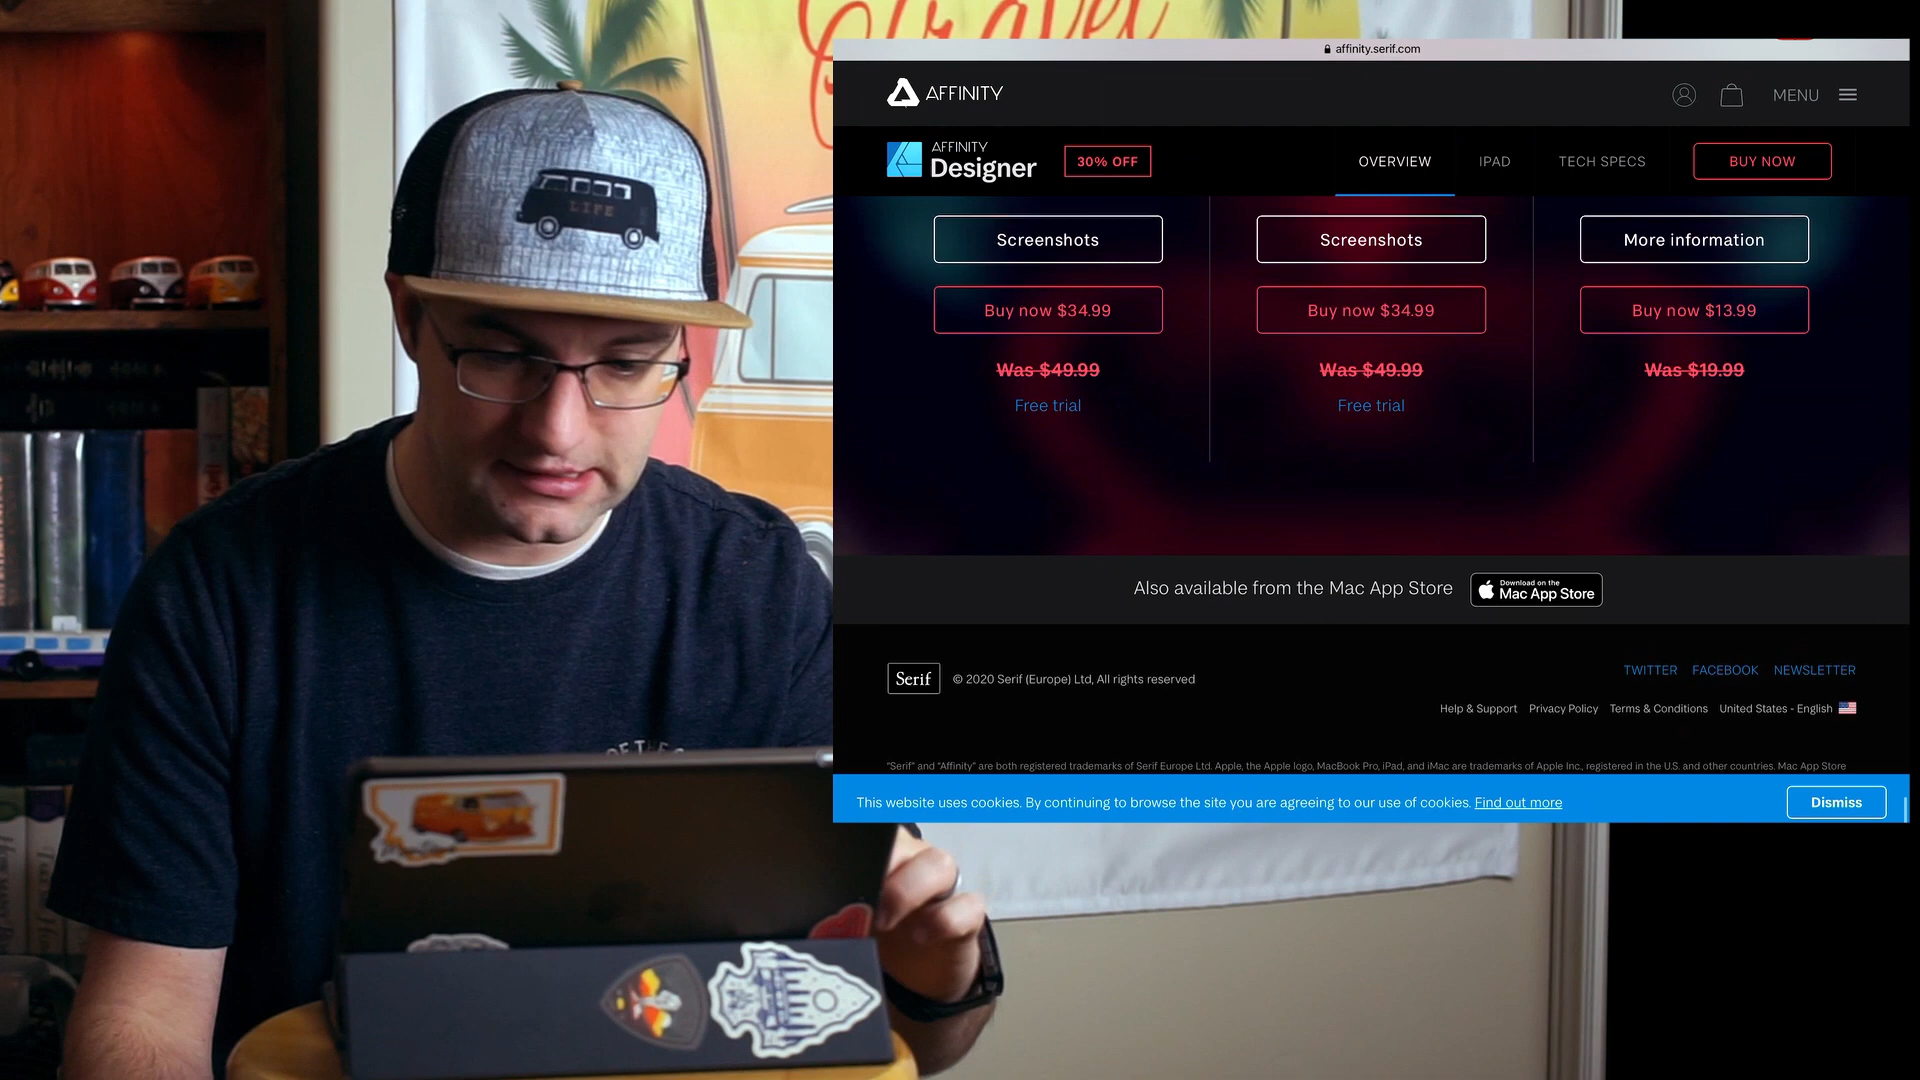 Travel
affinity.serif.com
AFFINITY
MENU
AFFINITY
Designer
30% OFF
OVERVIEW
IPAD
TECH SPECS
BUY NOW
LIFE
Screenshots
Screenshots
More information
Buy now $34.99
Buy now $34.99
Buy now $13.99
Was $49.99
Was $49.99
Was $19.99
Free trial
Free trial
Also available from the Mac App Store
Download on the
Mac App Store
Serif
© 2020 Serif (Europe) Ltd, All rights reserved
TWITTER
FACEBOOK
NEWSLETTER
Help & Support
Privacy Policy
Terms & Conditions
United States - English
OF THE
"Serif" and "Affinity" are both registered trademarks of Serif Europe Ltd. Apple, the Apple logo, MacBook Pro, iPad, and iMac are trademarks of Apple Inc., registered in the U.S. and other countries. Mac App Store
This website uses cookies. By continuing to browse the site you are agreeing to our use of cookies. Find out more
Dismiss